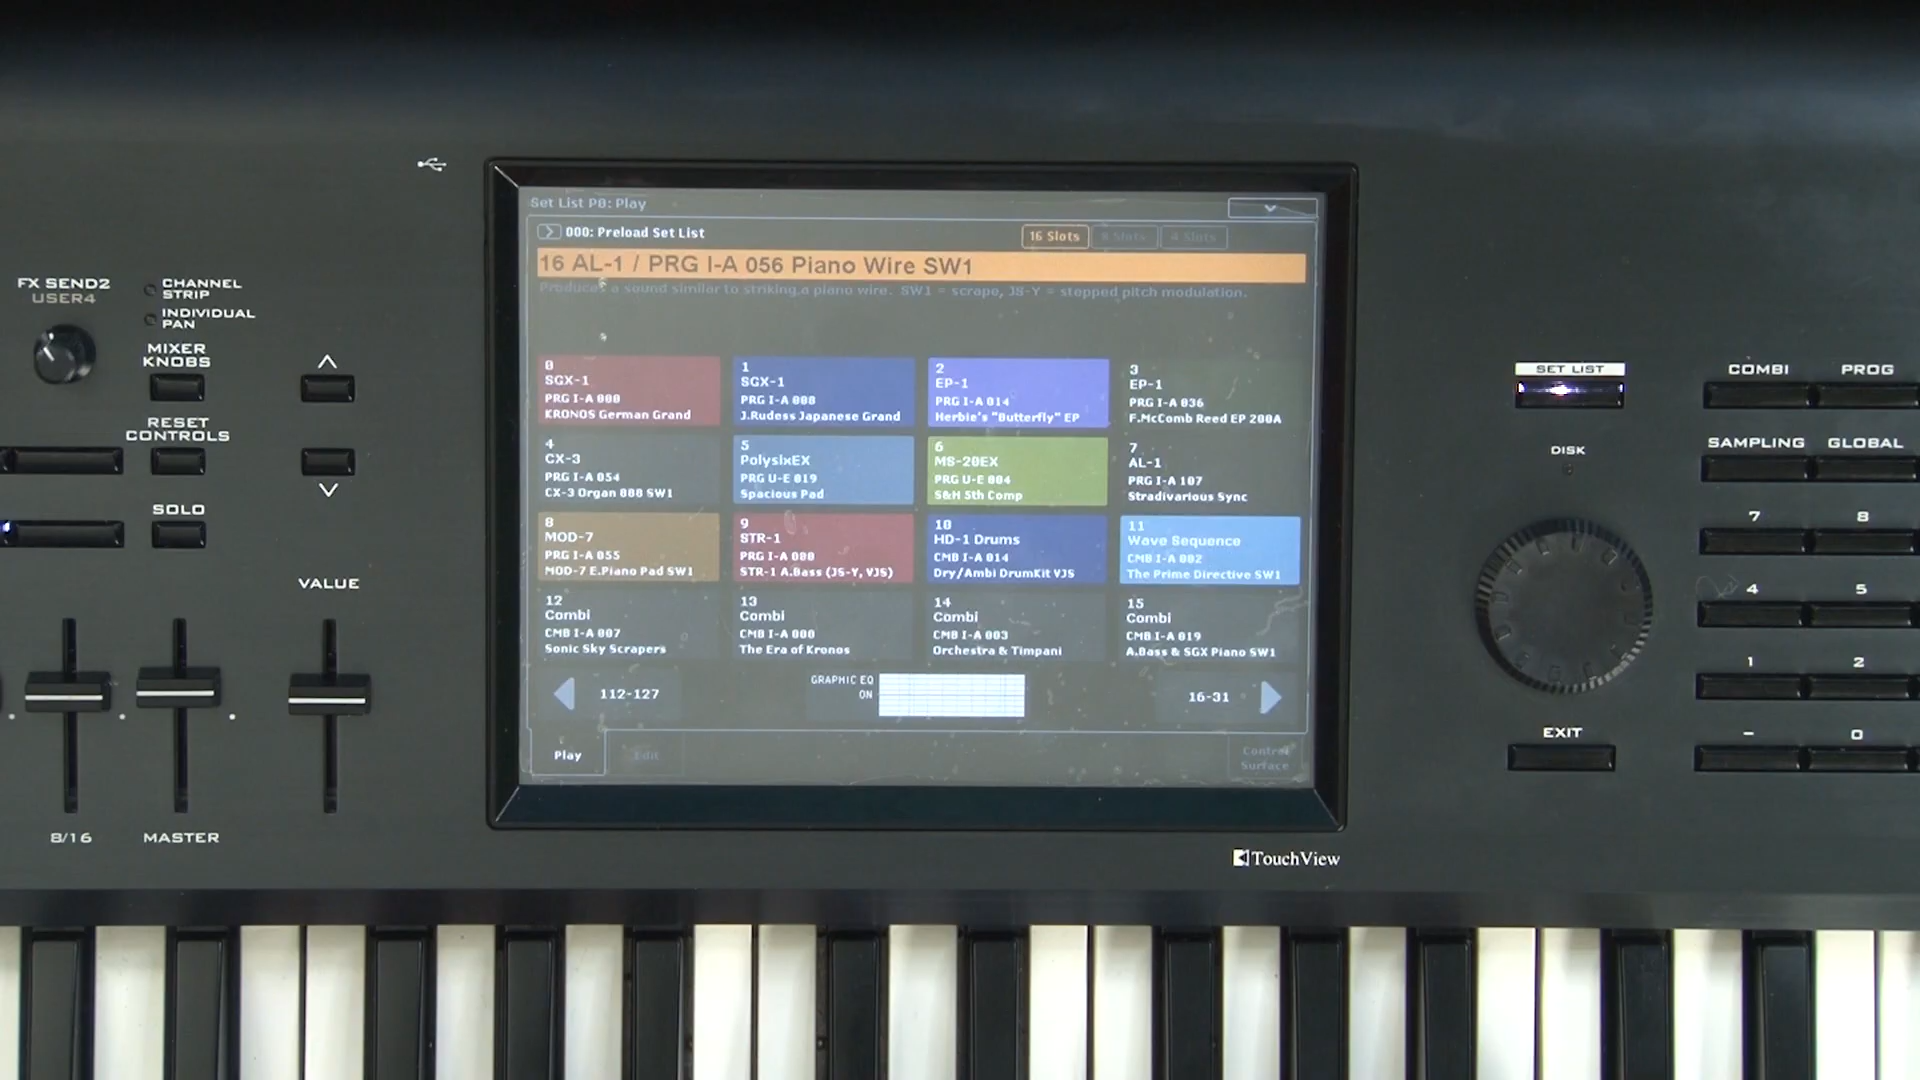 FX SEND2
USER4
CHANNEL
STRIP
INDIVIDUAL
PAN
MIXER
KNOBS
RESET
CONTROLS
SOLO
VALUE
8/16
MASTER
Set List P0: Play
000: Preload Set List
16 Slots
8 Slots
4 Slots
16 AL-1 / PRG I-A 056 Piano Wire SW1
Produces a sound similar to striking a piano wire. SW1 = scrape, JS-Y = stepped pitch modulation.
0
SGX-1
PRG I-A 000
KRONOS German Grand
1
SGX-1
PRG I-A 008
J.Rudess Japanese Grand
2
EP-1
PRG I-A 014
Herbie's "Butterfly" EP
3
EP-1
PRG I-A 036
F.McComb Reed EP 200A
4
CX-3
PRG I-A 054
CX-3 Organ 888 SW1
5
PolysixEX
PRG U-E 019
Spacious Pad
6
MS-20EX
PRG U-E 004
S&H 5th Comp
7
AL-1
PRG I-A 107
Stradivarious Sync
8
MOD-7
PRG I-A 055
MOD-7 E.Piano Pad SW1
9
STR-1
PRG I-A 080
STR-1 A.Bass (JS-Y, VJS)
10
HD-1 Drums
CMB I-A 014
Dry/Ambi DrumKit VJS
11
Wave Sequence
CMB I-A 002
The Prime Directive SW1
12
Combi
CMB I-A 007
Sonic Sky Scrapers
13
Combi
CMB I-A 000
The Era of Kronos
14
Combi
CMB I-A 003
Orchestra & Timpani
15
Combi
CMB I-A 019
A.Bass & SGX Piano SW1
112-127
GRAPHIC EQ
ON
16-31
Play
Edit
Control
Surface
TouchView
SET LIST
DISK
EXIT
COMBI
PROG
SAMPLING
GLOBAL
7
8
4
5
1
2
-
0